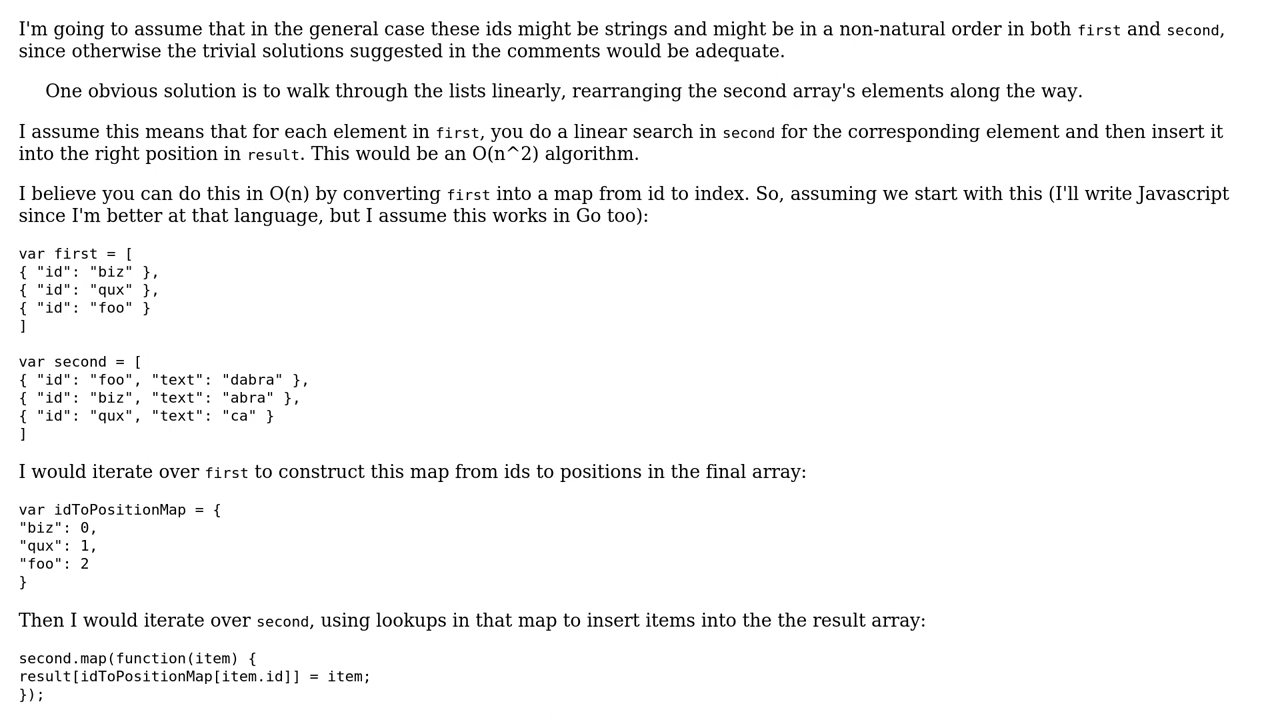 I'm going to assume that in the general case these ids might be strings and might be in a non-natural order in both first and second,
since otherwise the trivial solutions suggested in the comments would be adequate.
One obvious solution is to walk through the lists linearly, rearranging the second array's elements along the way.
I assume this means that for each element in first, you do a linear search in second for the corresponding element and then insert it
into the right position in result. This would be an O(n^2) algorithm.
I believe you can do this in O(n) by converting first into a map from id to index. So, assuming we start with this (I'll write Javascript
since I'm better at that language, but I assume this works in Go too):
var first = [
{ "id": "biz" },
{ "id": "qux" },
{ "id": "foo" }
]
var second = [
{ "id": "foo", "text": "dabra" },
{ "id": "biz", "text": "abra" },
{ "id": "qux", "text": "ca" }
]
I would iterate over first to construct this map from ids to positions in the final array:
var idToPositionMap = {
"biz": 0,
"qux": 1,
"foo": 2
}
Then I would iterate over second, using lookups in that map to insert items into the the result array:
second.map(function(item) {
result[idToPositionMap[item.id]] = item;
});